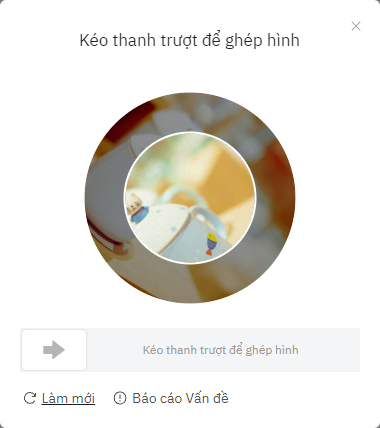 Kéo thanh trượt để ghép hình
Kéo thanh trượt để ghép hình
Làm mới
Báo cáo Vấn đề